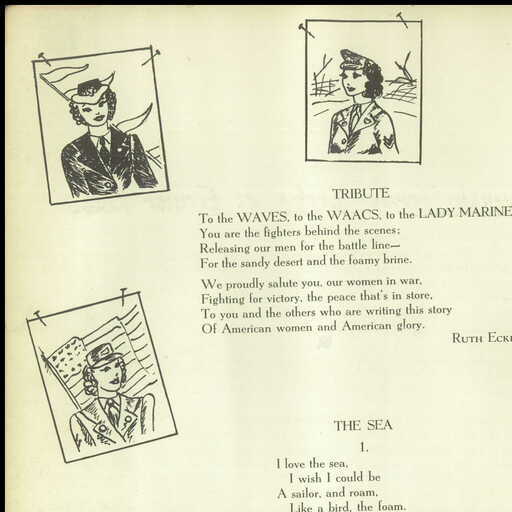 TRIBUTE
To the WAVES, to the WAACS, to the LADY MARINE
You are the fighters behind the scenes;
Releasing our men for the battle line—
For the sandy desert and the foamy brine.
We proudly salute you, our women in war,
Fighting for victory, the peace that's in store,
To you and the others who are writing this story
Of American women and American glory.
RUTH ECK
THE SEA
1.
I love the sea,
I wish I could be
A sailor, and roam,
Like a bird, the foam.